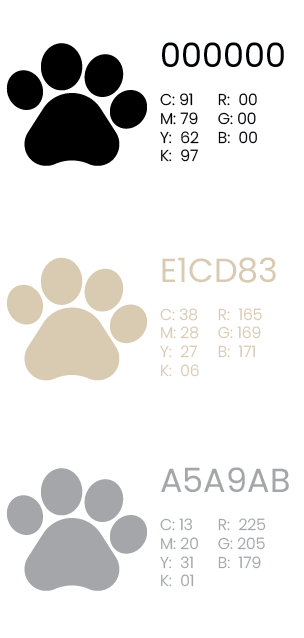 000000
C: 91 R: 00
M: 79 G: 00
Y: 62 B: 00
K: 97
E1CD83
C: 38 R: 165
M: 28 G: 169
Y: 27 B: 171
K: 06
A5A9AB
C: 13 R: 225
M: 20 G: 205
Y: 31 B: 179
K: 01